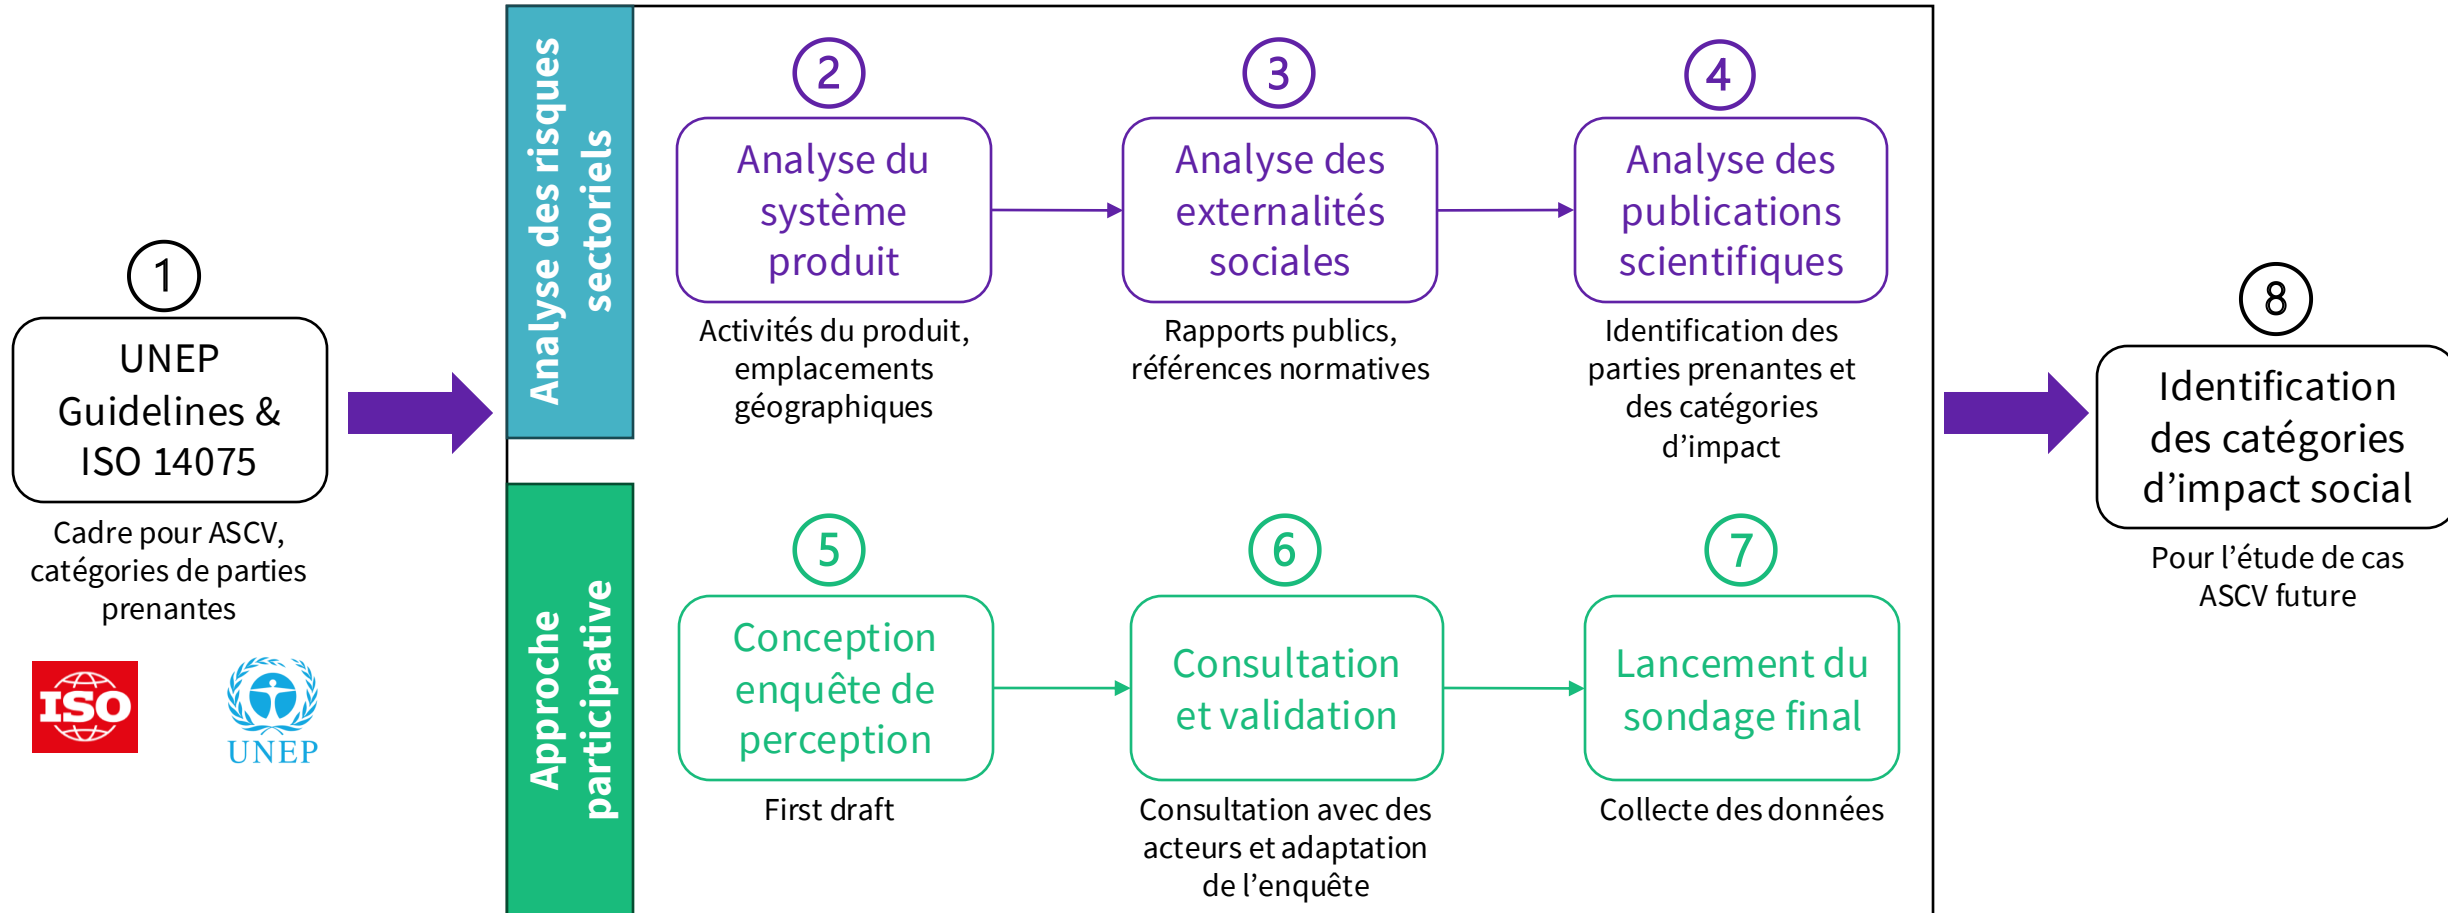 1
UNEP
Guidelines &
ISO 14075
Cadre pour ASCV,
catégories de parties
prenantes
ISO
UNEP
Analyse des risques
sectoriels
2
Analyse du
système
produit
Activités du produit,
emplacements
géographiques
3
Analyse des
externalités
sociales
Rapports publics,
références normatives
4
Analyse des
publications
scientifiques
Identification des
parties prenantes et
des catégories
d’impact
Approche
participative
5
Conception
enquête de
perception
First draft
6
Consultation
et validation
Consultation avec des
acteurs et adaptation
de l’enquête
7
Lancement du
sondage final
Collecte des données
8
Identification
des catégories
d’impact social
Pour l’étude de cas
ASCV future